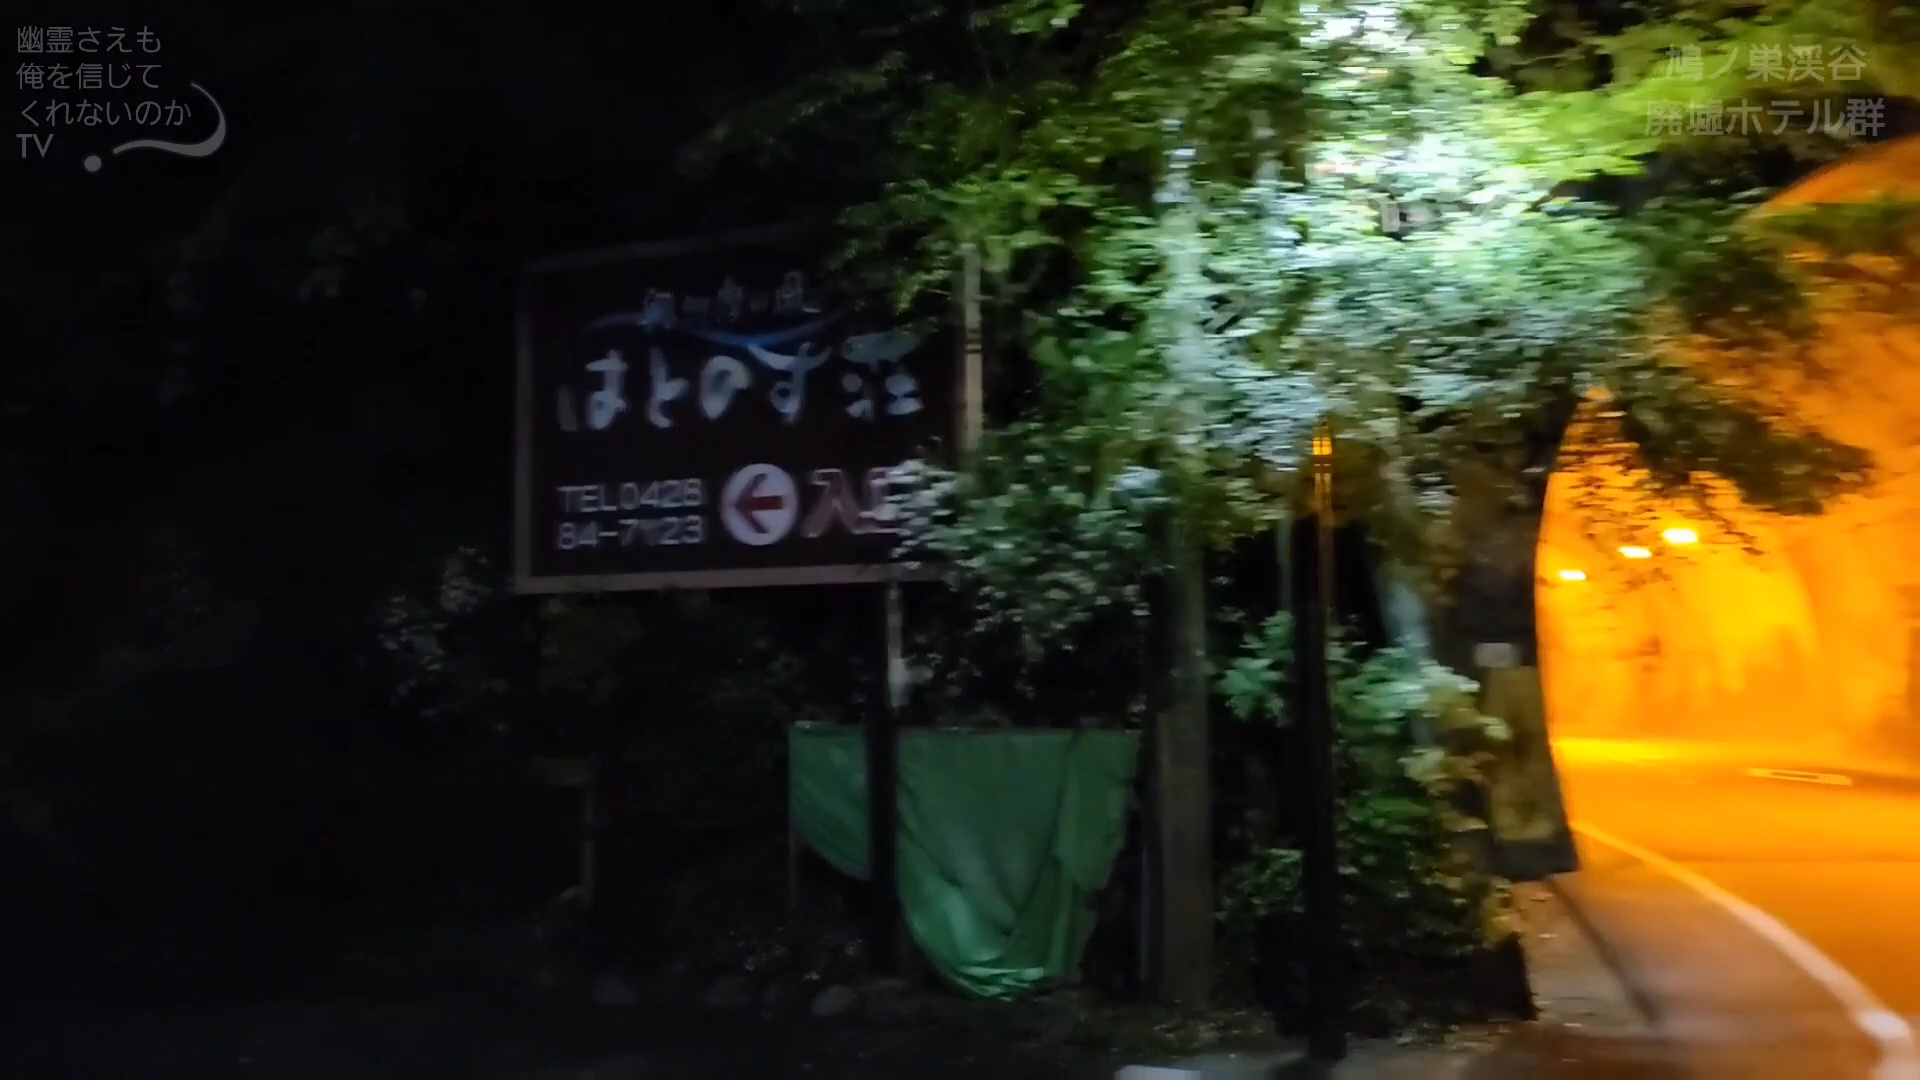 幽霊さえも
俺を信じて
くれないのか
TV
鳩ノ巣渓谷
廃墟ホテル群
はとのす荘
TEL0428
84-7123
入口